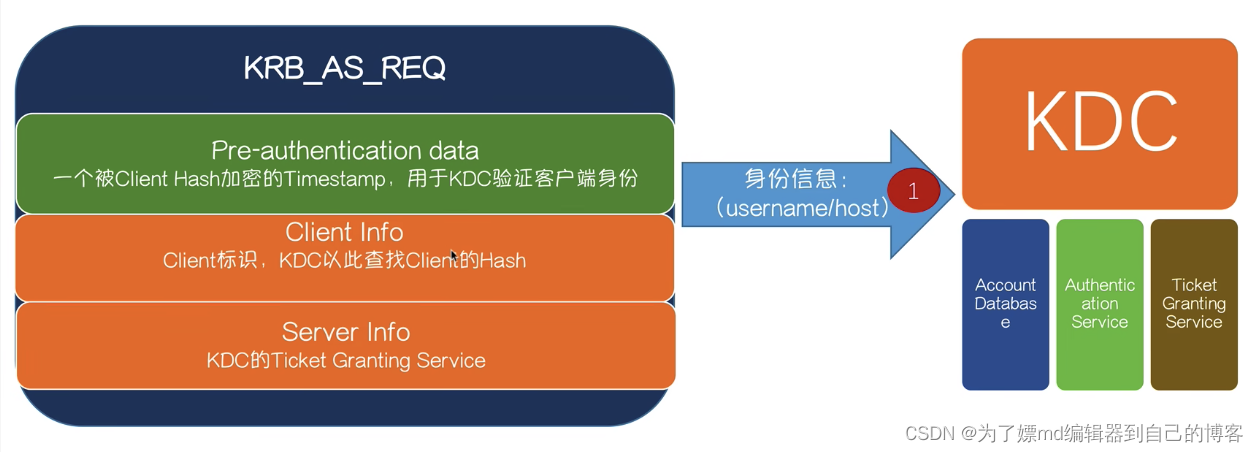 KRB_AS_REQ
Pre-authentication data
一个被Client Hash加密的Timestamp，用于KDC验证客户端身份
Client Info
Client标识，KDC以此查找Client的Hash
Server Info
KDC的Ticket Granting Service
身份信息：
（username/host）
1
KDC
Account
Databas
e
Authentic
ation
Service
Ticket
Granting
Service
CSDN @为了嫖md编辑器到自己的博客